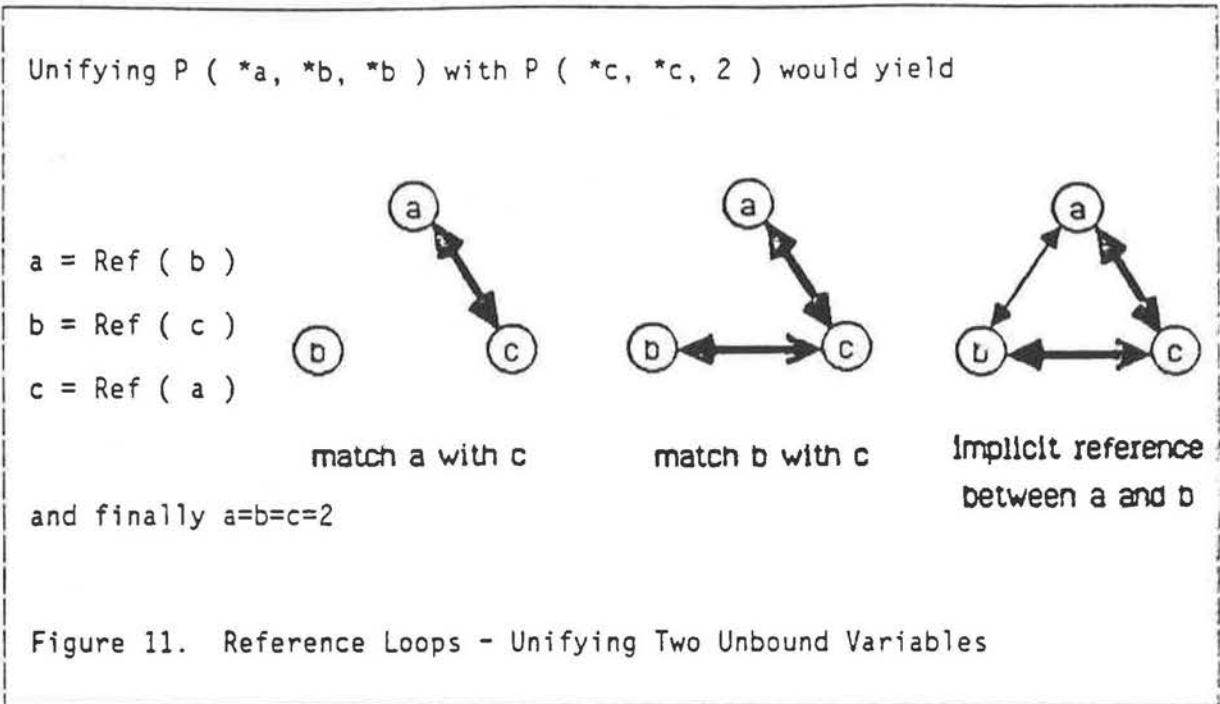 Unifying P ( *a, *b, *b ) with P ( *c, *c, 2 ) would yield
a = Ref ( b )
b = Ref ( c )
c = Ref ( a )
a
b
c
match a with c
a
b
c
match b with c
a
b
c
Implicit reference
between a and b
and finally a=b=c=2
Figure 11. Reference Loops - Unifying Two Unbound Variables